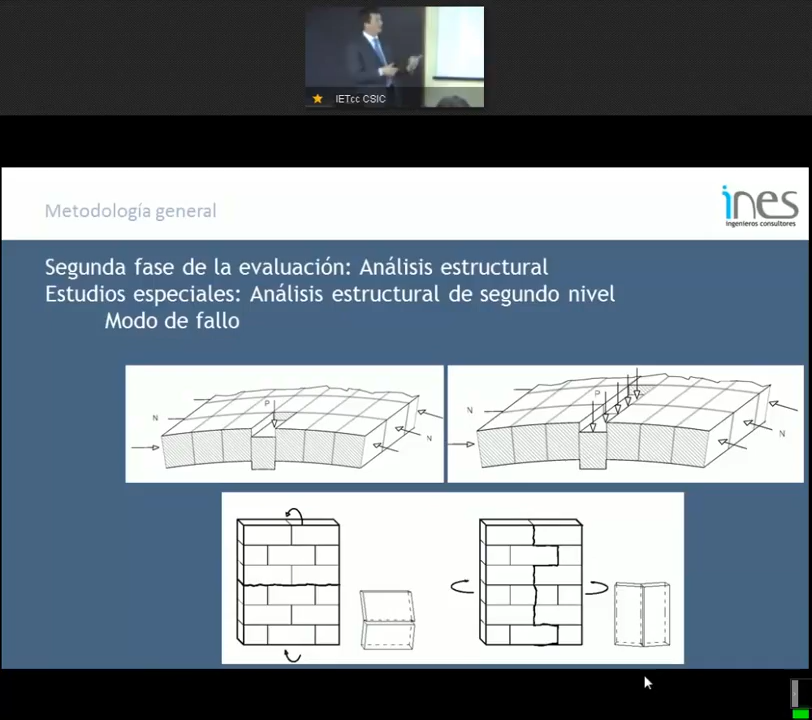 IETcc CSIC
Metodología general
ines
ingenieros consultores
Segunda fase de la evaluación: Análisis estructural
Estudios especiales: Análisis estructural de segundo nivel
Modo de fallo
N
P
N
N
P
N